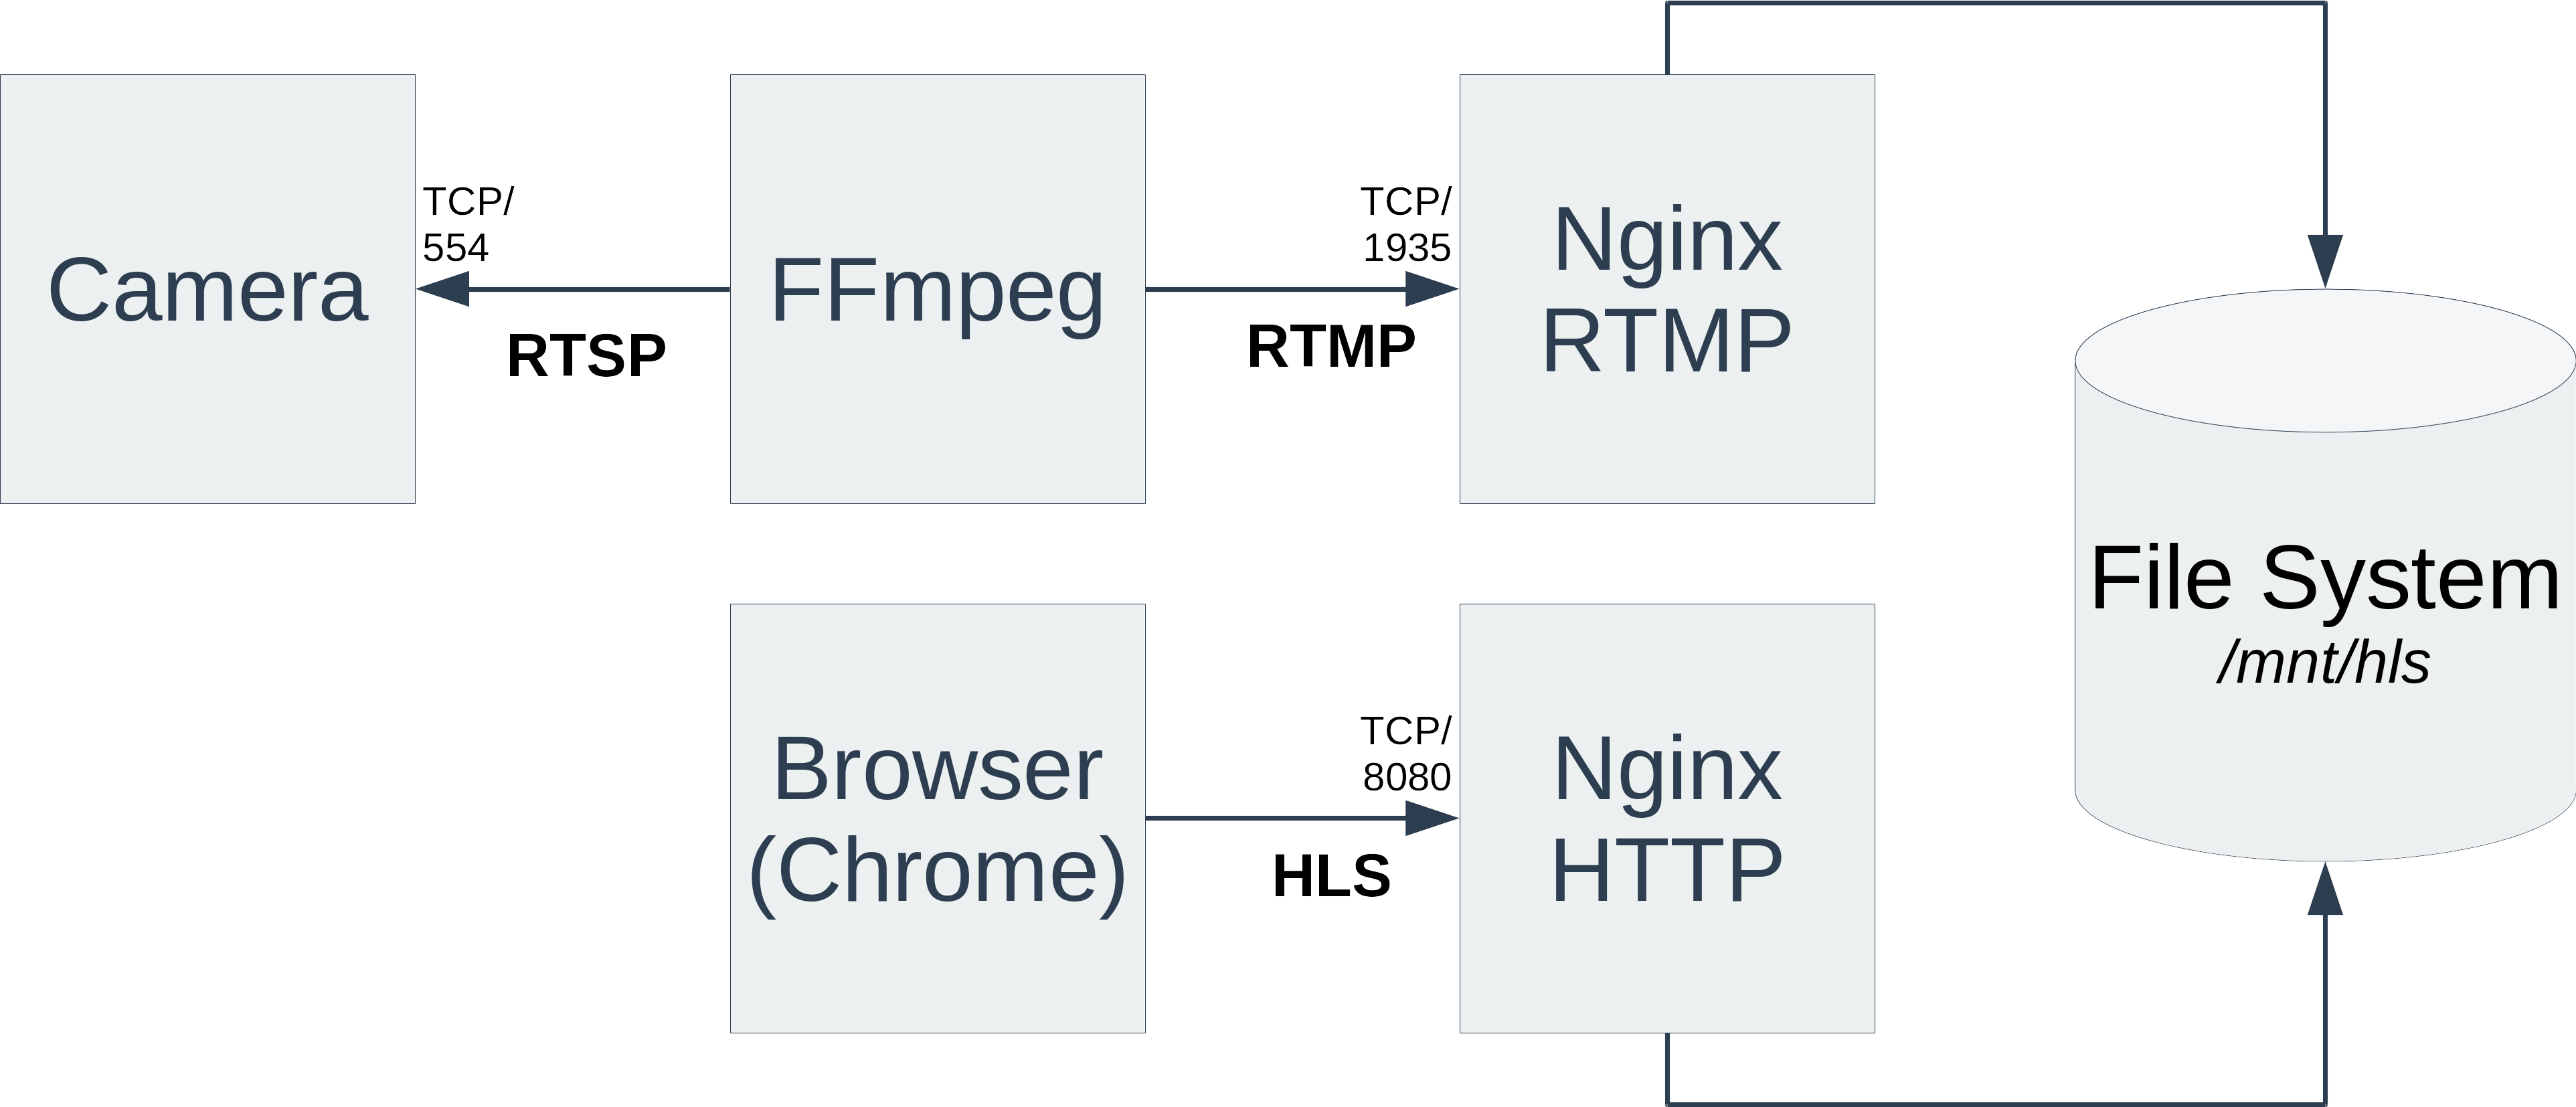 Camera
TCP/
554
RTSP
FFmpeg
TCP/
1935
RTMP
Nginx
RTMP
File System
/mnt/hls
Browser
(Chrome)
TCP/
8080
HLS
Nginx
HTTP